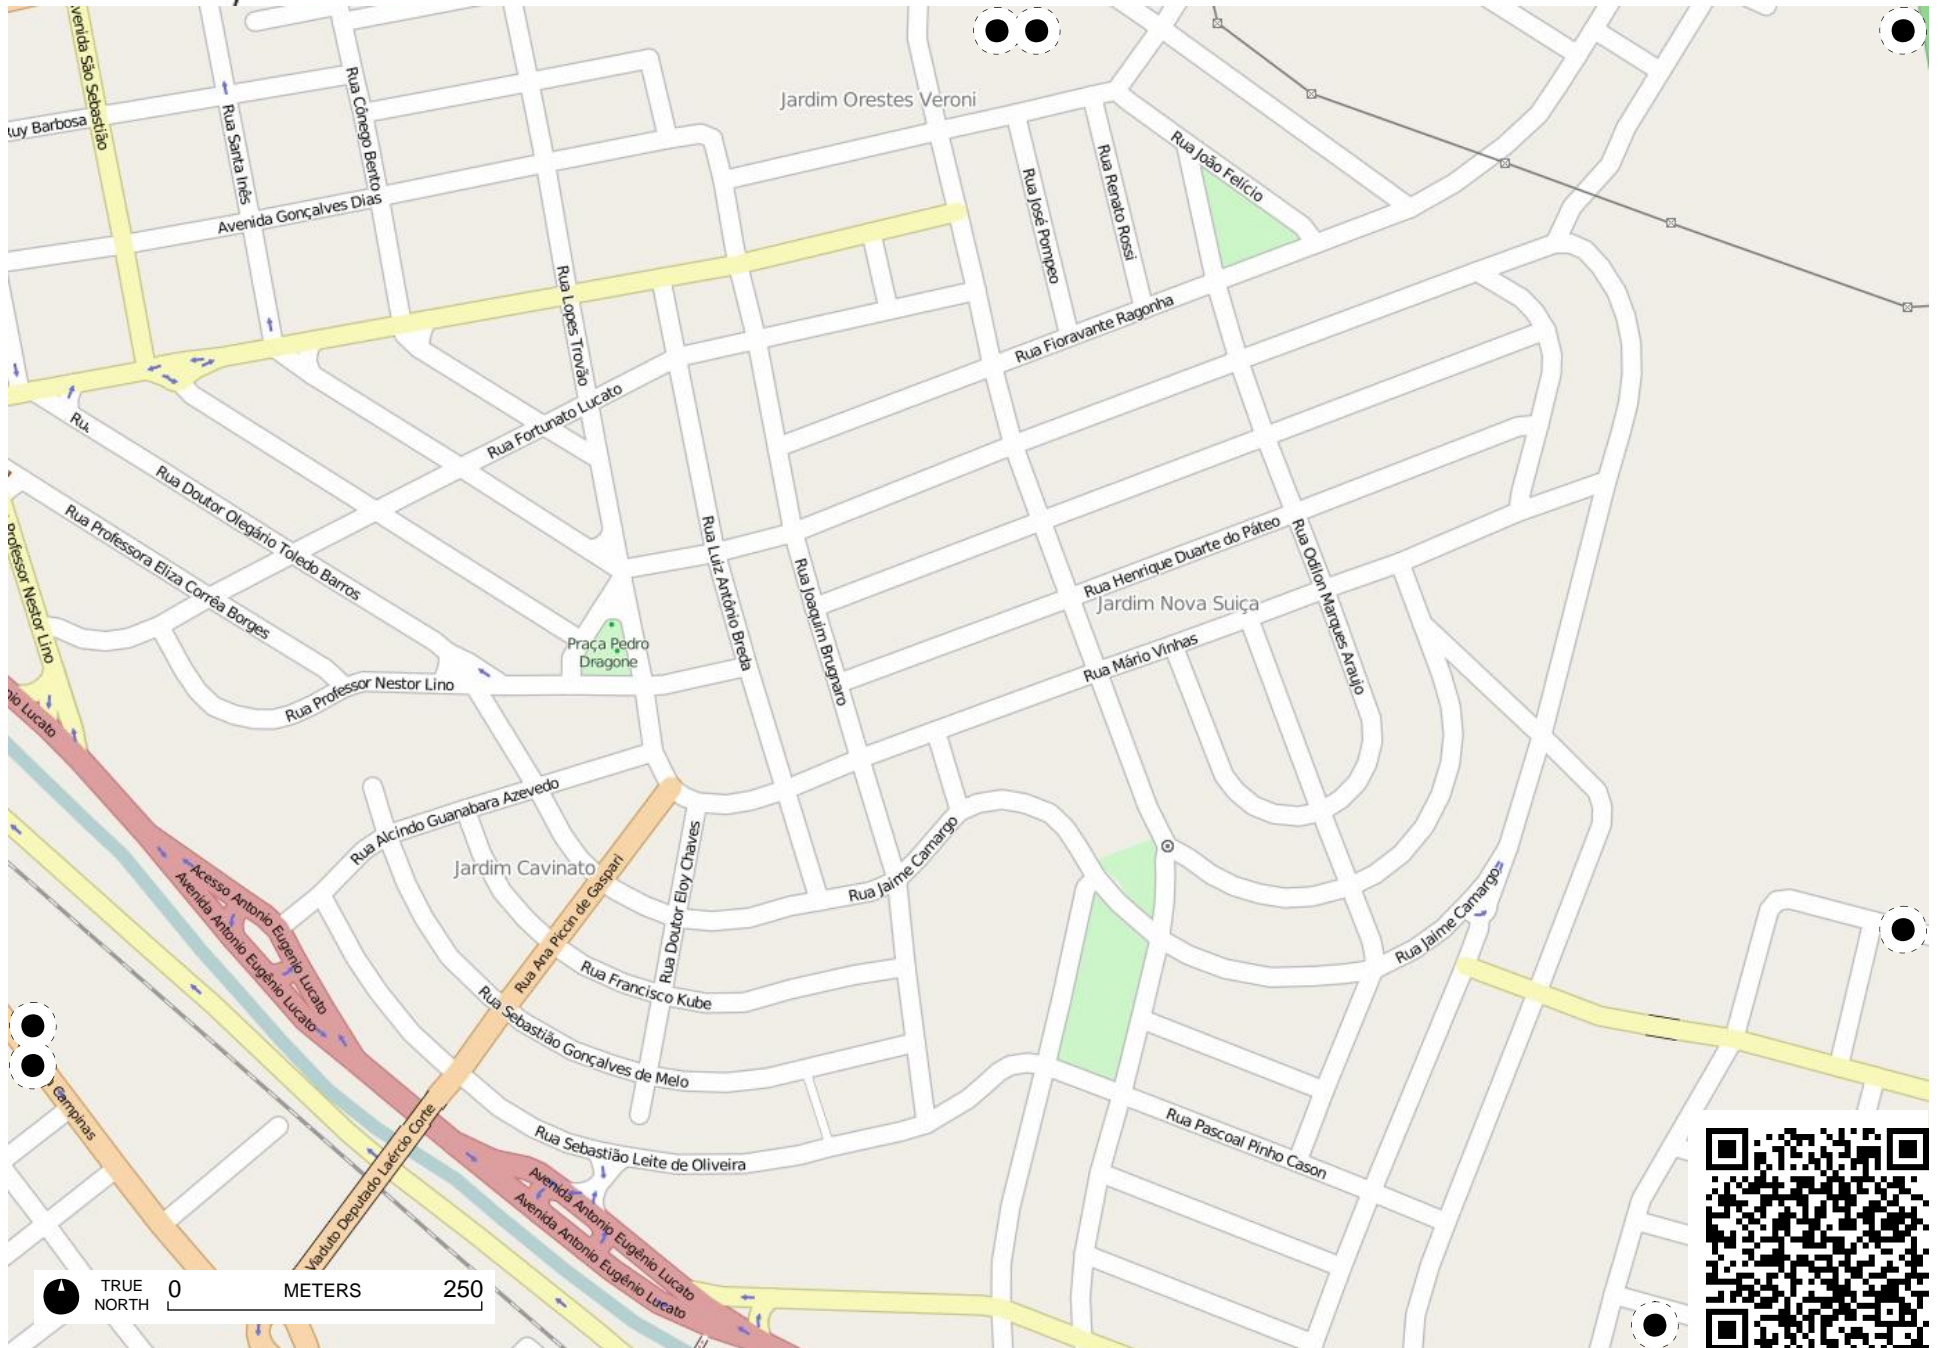 Avenida São Sebastião
Rua Cônego Bento
Jardim Orestes Veroni
Ruy Barbosa
Rua Santa Inês
Rua João Felício
Rua Renato Rossi
Rua José Pompeo
Avenida Gonçalves Dias
Rua Lopes Trovão
Rua Fioravante Ragonha
Rua Fortunato Lucato
Rua Doutor Olegário Toledo Barros
Rua Professora Eliza Corrêa Borges
Professor Nestor Lino
Rua Luiz Antônio Breda
Rua Joaquim Brugnaro
Rua Henrique Duarte do Páteo
Rua Odilon Marques Araujo
Jardim Nova Suiça
Praça Pedro
Dragone
Rua Mário Vinhas
Rua Professor Nestor Lino
nio Lucato
Rua Alcindo Guanabara Azevedo
Rua Doutor Eloy Chaves
Rua Jaime Camargo
Jardim Cavinato
Rua Ana Piccin de Gaspari
Rua Jaime Camargo
Acesso Antonio Eugenio Lucato
Avenida Antonio Eugênio Lucato
Rua Francisco Kube
Rua Sebastião Gonçalves de Melo
Campinas
Viaduto Deputado Laércio Corte
Rua Sebastião Leite de Oliveira
Rua Pascoal Pinho Cason
Avenida Antonio Eugênio Lucato
Avenida Antonio Eugênio Lucato
TRUE
NORTH
0 METERS 250